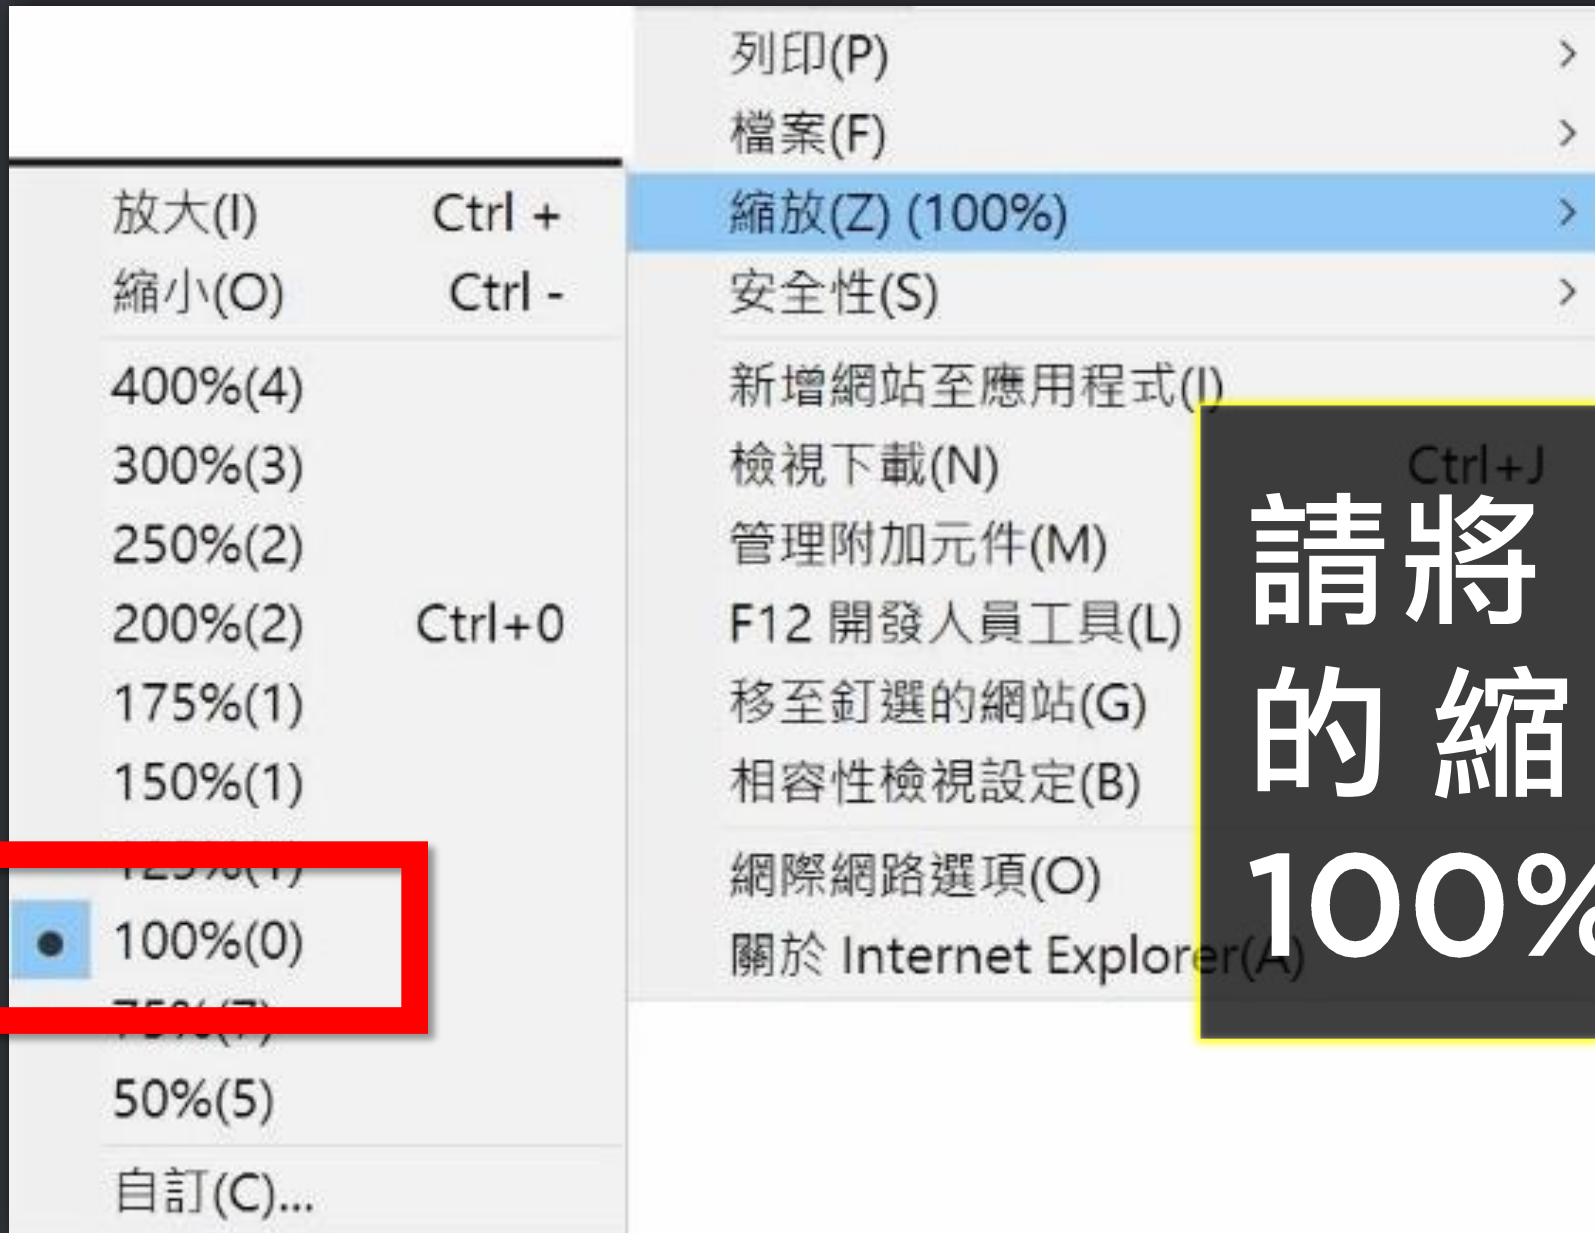 列印(P)
檔案(F)
縮放(Z) (100%)
安全性(S)
新增網站至應用程式(I)
檢視下載(N) Ctrl+J
管理附加元件(M)
F12 開發人員工具(L)
移至釘選的網站(G)
相容性檢視設定(B)
網際網路選項(O)
關於 Internet Explorer(A)
放大(I) Ctrl +
縮小(O) Ctrl -
400%(4)
300%(3)
250%(2)
200%(2) Ctrl+0
175%(1)
150%(1)
125%(1)
100%(0)
75%(7)
50%(5)
自訂(C)...
請將
的 縮
100%